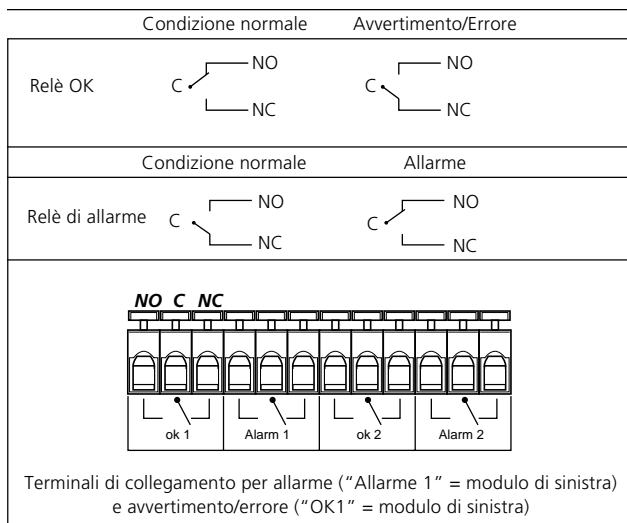 Condizione normale Avvertimento/Errore
NO NO
Relè OK C C
NC NC
Condizione normale Allarme
NO NO
Relè di allarme C C
NC NC
NO C NC
ok 1 Alarm 1 ok 2 Alarm 2
Terminali di collegamento per allarme (“Allarme 1” = modulo di sinistra)
e avvertimento/errore (“OK1” = modulo di sinistra)